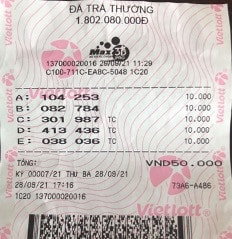 ĐÃ TRẢ THƯỞNG
1.802.080.000Đ
Max3D
137000020016 26/09/21 11:29
C100-711C-EA8C-5048 1C20
A: 104 253 10.000
B: 082 784 10.000
C: 301 987 TC 10.000
D: 413 436 TC 10.000
E: 038 036 TC 10.000
TỔNG: VND50.000
KỲ 00007/21 THỨ BA 28/09/21
28/09/21 17:16 73A6-A4B6
1C20 137000020016
Vietlott